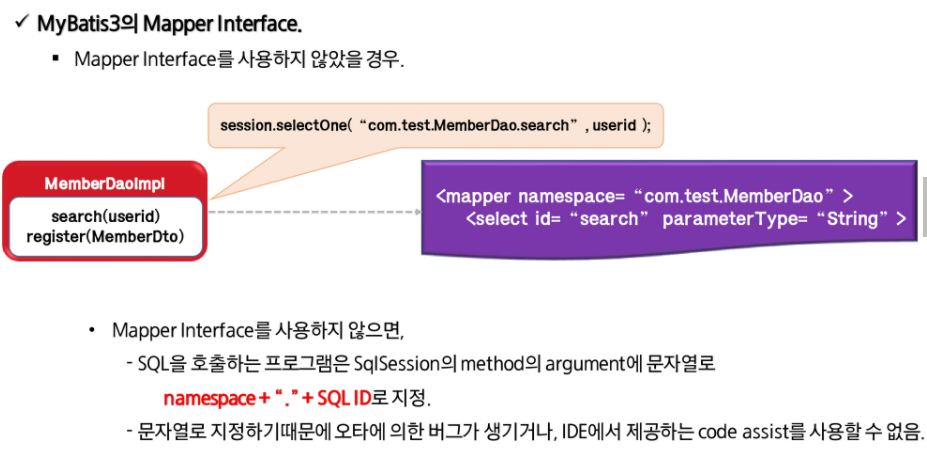 ✓ MyBatis3의 Mapper Interface.
▪ Mapper Interface를 사용하지 않았을 경우.
session.selectOne( “com.test.MemberDao.search” , userid );
MemberDaoImpl
search(userid)
register(MemberDto)
<mapper namespace= “com.test.MemberDao” >
<select id= “search” parameterType= “String” >
• Mapper Interface를 사용하지 않으면,
- SQL을 호출하는 프로그램은 SqlSession의 method의 argument에 문자열로
namespace + “.” + SQL ID로 지정.
- 문자열로 지정하기때문에 오타에 의한 버그가 생기거나, IDE에서 제공하는 code assist를 사용할 수 없음.